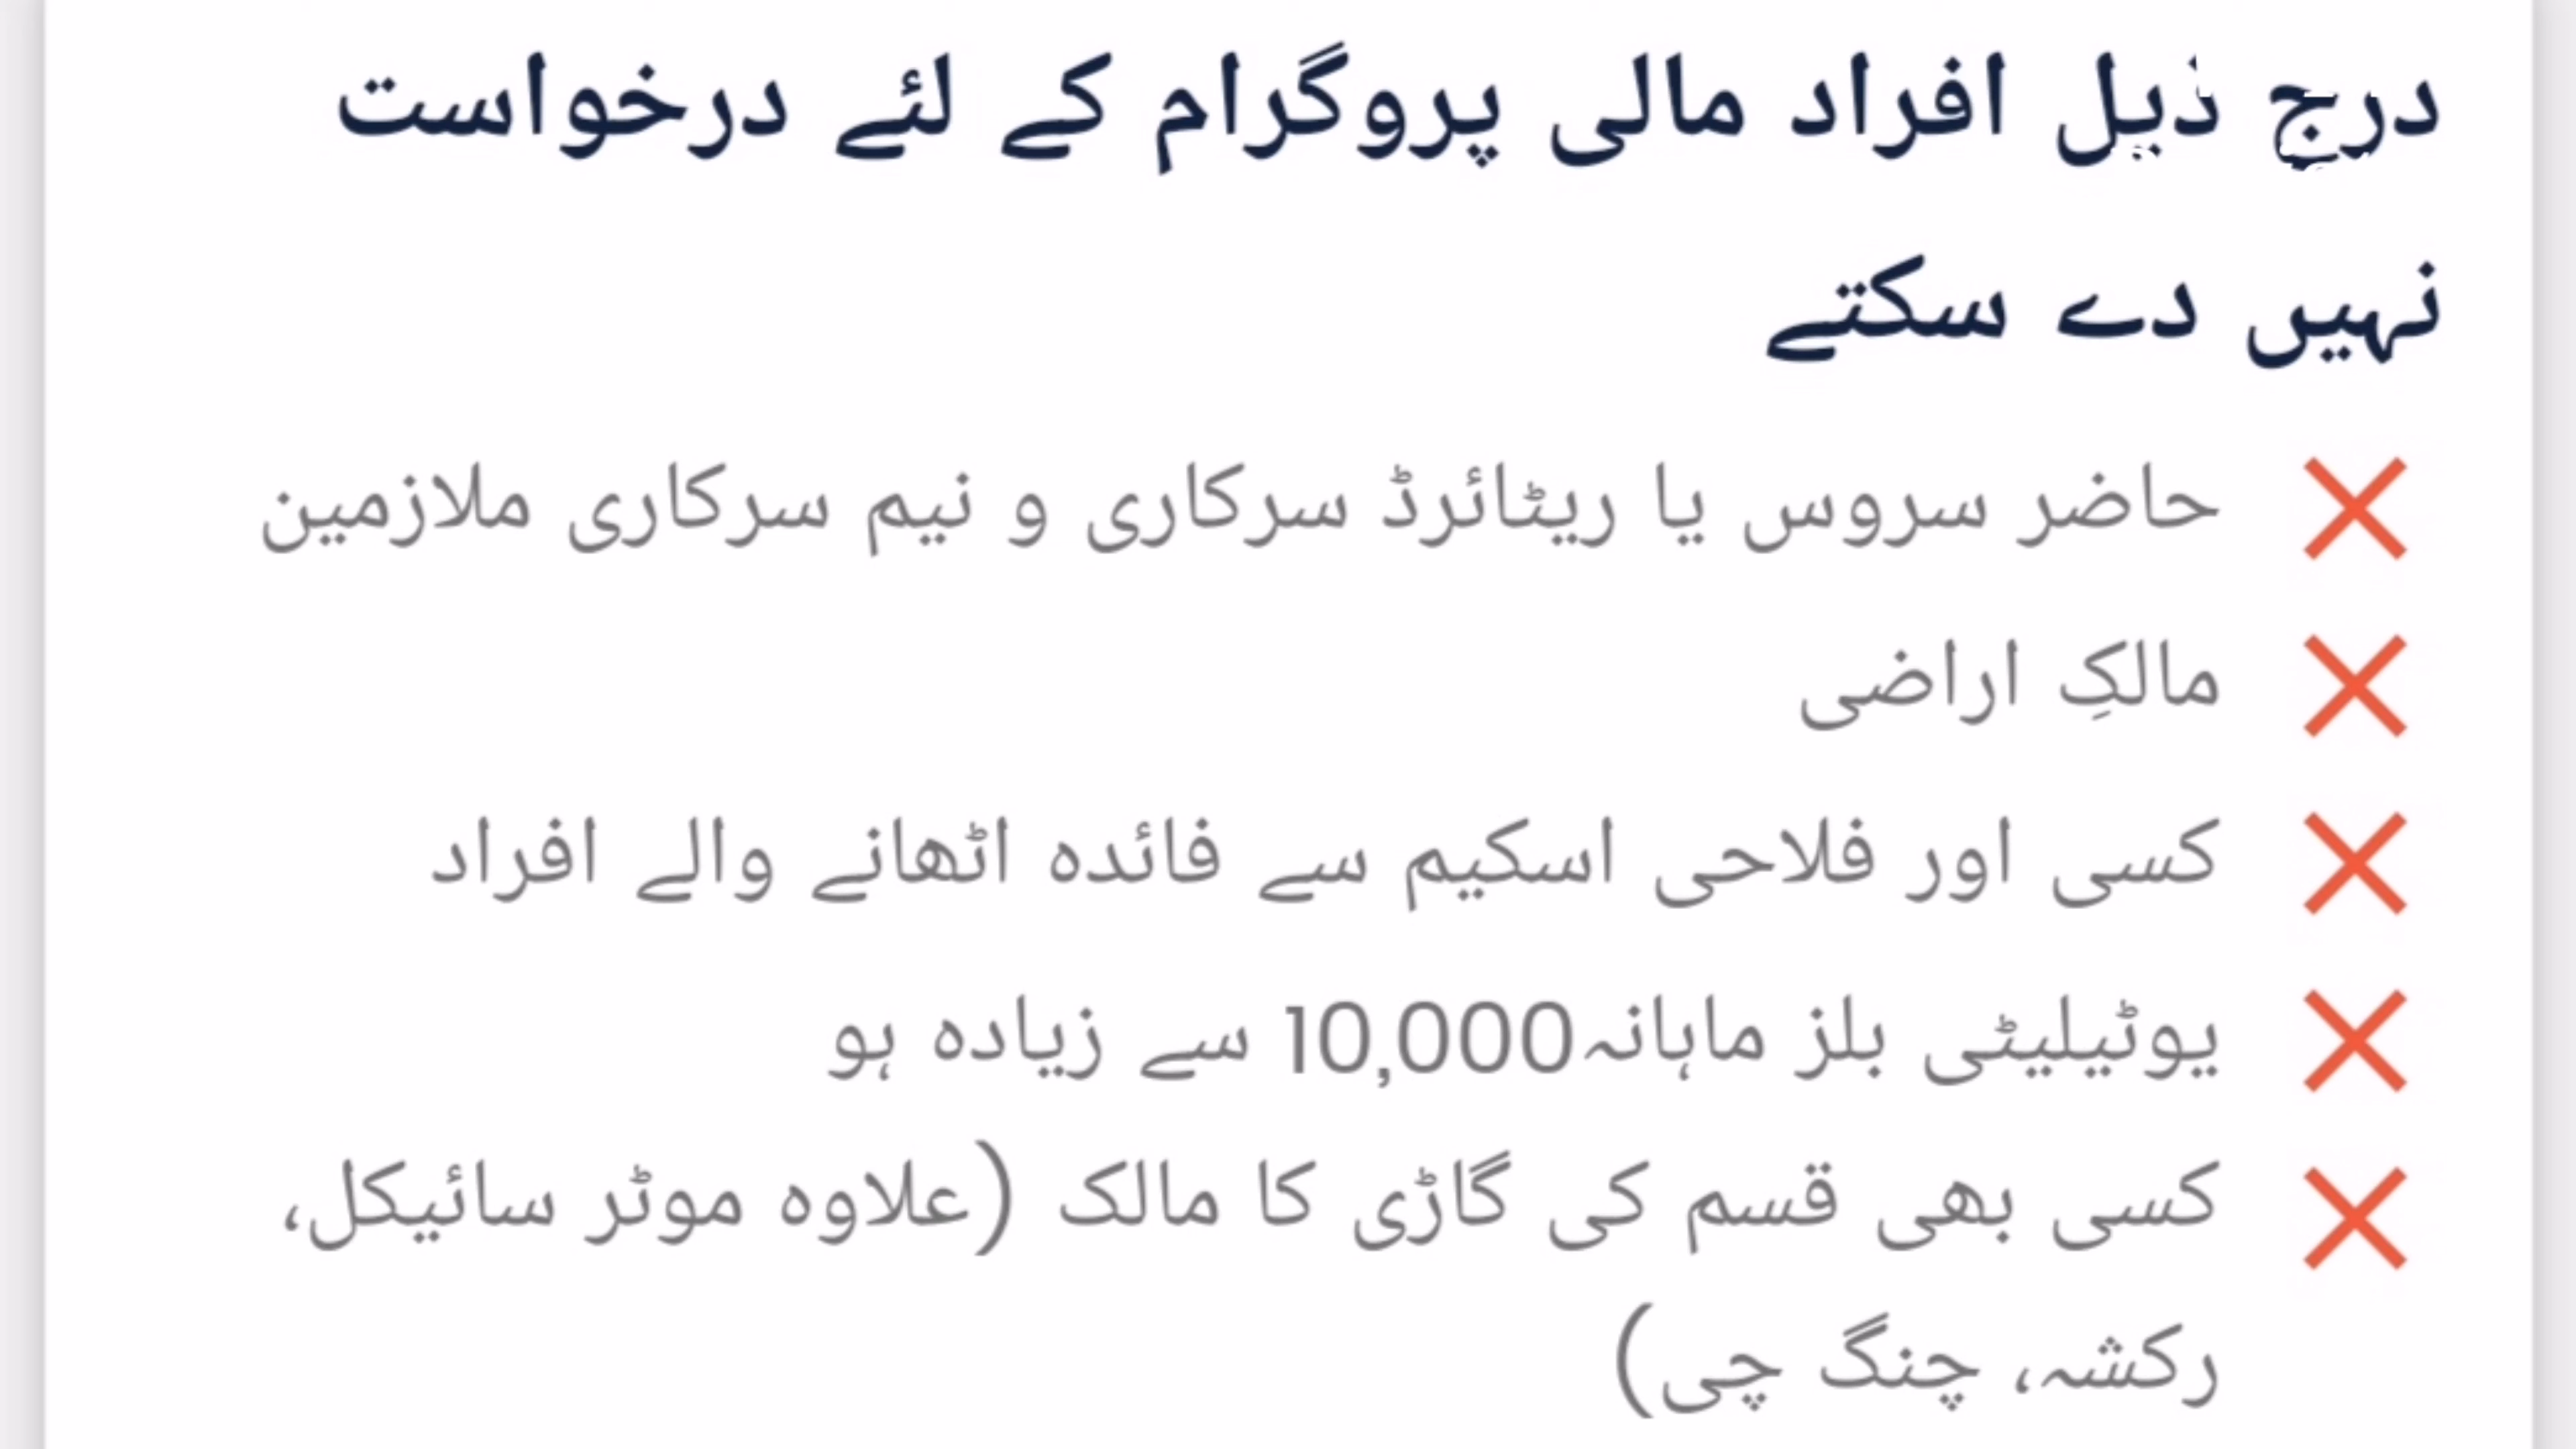 درج ذیل افراد مالی پروگرام کے لئے درخواست
نہیں دے سکتے
حاضر سروس یا ریٹائرڈ سرکاری و نیم سرکاری ملازمین
مالکِ اراضی
کسی اور فلاحی اسکیم سے فائدہ اٹھانے والے افراد
یوٹیلیٹی بلز ماہانہ10,000 سے زیادہ ہو
کسی بھی قسم کی گاڑی کا مالک (علاوہ موٹر سائیکل،
رکشہ، چنگ چی)